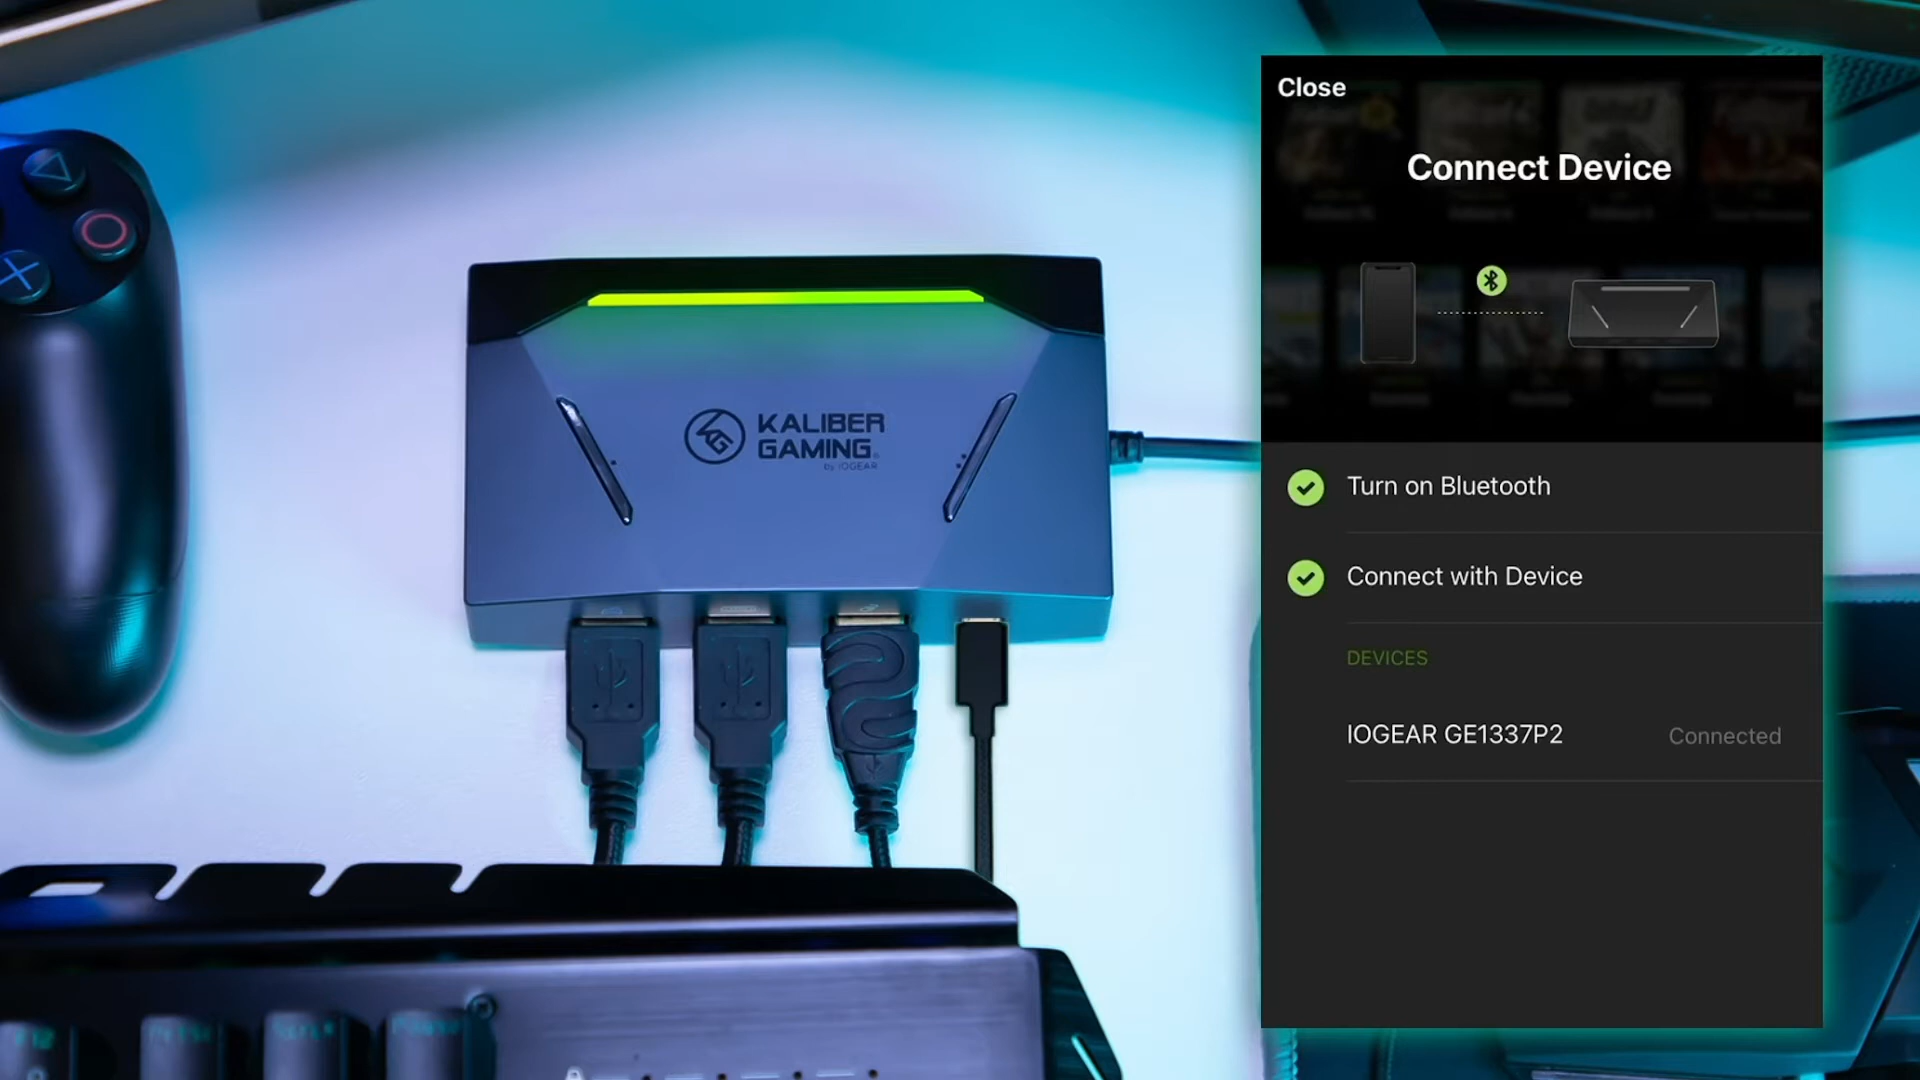 KALIBER
GAMING
by IOGEAR
Close
Connect Device
Turn on Bluetooth
Connect with Device
DEVICES
IOGEAR GE1337P2
Connected